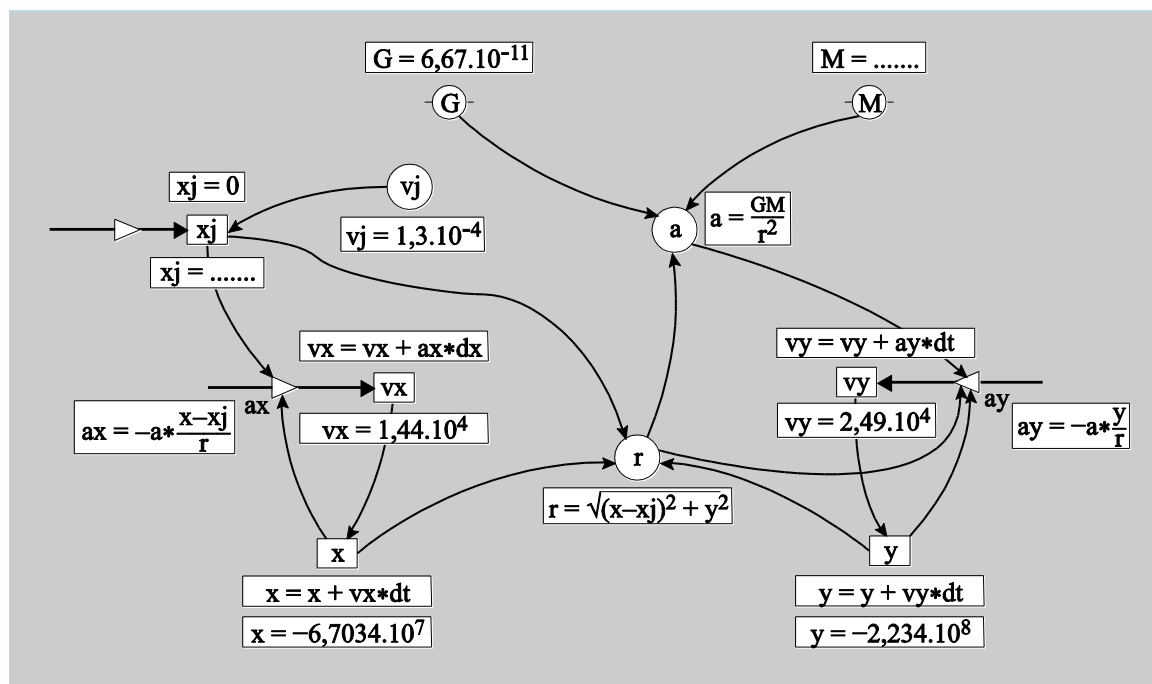 G = 6,67.10⁻¹¹
M = .......
G
M
xj = 0
vj
xj
vj = 1,3.10⁻⁴
a
a = GM/r²
xj = .......
vx = vx + ax*dx
vy = vy + ay*dt
ax
vx
vy
ay
ax = –a* x–xj/r
vx = 1,44.10⁴
vy = 2,49.10⁴
ay = –a* y/r
r
r = √(x–xj)² + y²
x
y
x = x + vx*dt
y = y + vy*dt
x = –6,7034.10⁷
y = –2,234.10⁸